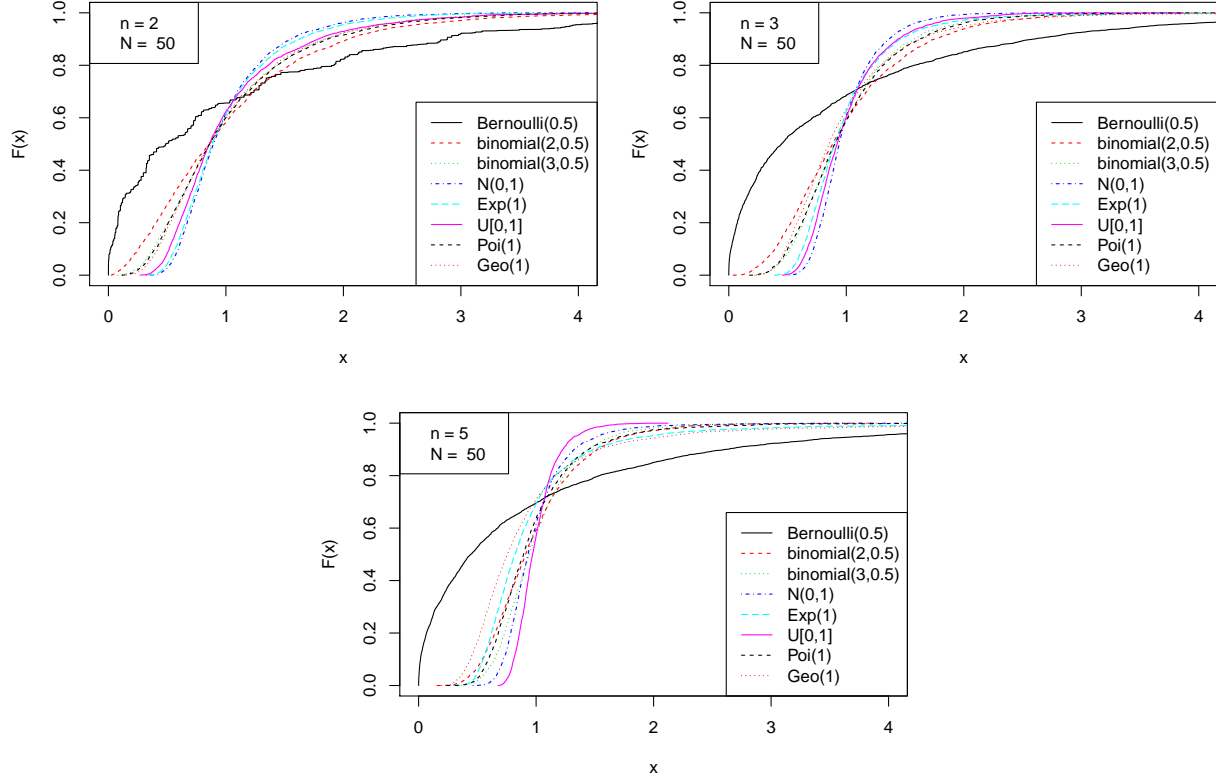 n = 2
N = 50
F(x)
1.0
0.8
0.6
0.4
0.2
0.0
Bernoulli(0.5)
binomial(2,0.5)
binomial(3,0.5)
N(0,1)
Exp(1)
U[0,1]
Poi(1)
Geo(1)
0 1 2 3 4
x
n = 3
N = 50
F(x)
1.0
0.8
0.6
0.4
0.2
0.0
Bernoulli(0.5)
binomial(2,0.5)
binomial(3,0.5)
N(0,1)
Exp(1)
U[0,1]
Poi(1)
Geo(1)
0 1 2 3 4
x
n = 5
N = 50
F(x)
1.0
0.8
0.6
0.4
0.2
0.0
Bernoulli(0.5)
binomial(2,0.5)
binomial(3,0.5)
N(0,1)
Exp(1)
U[0,1]
Poi(1)
Geo(1)
0 1 2 3 4
x